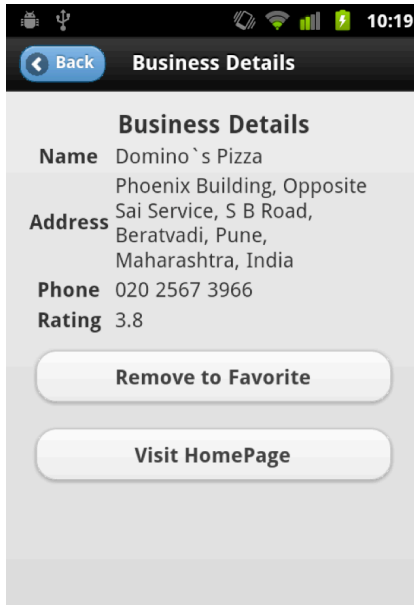 10:19
Back Business Details
Business Details
Name Domino`s Pizza
Address Phoenix Building, Opposite
Sai Service, S B Road,
Beratvadi, Pune,
Maharashtra, India
Phone 020 2567 3966
Rating 3.8
Remove to Favorite
Visit HomePage